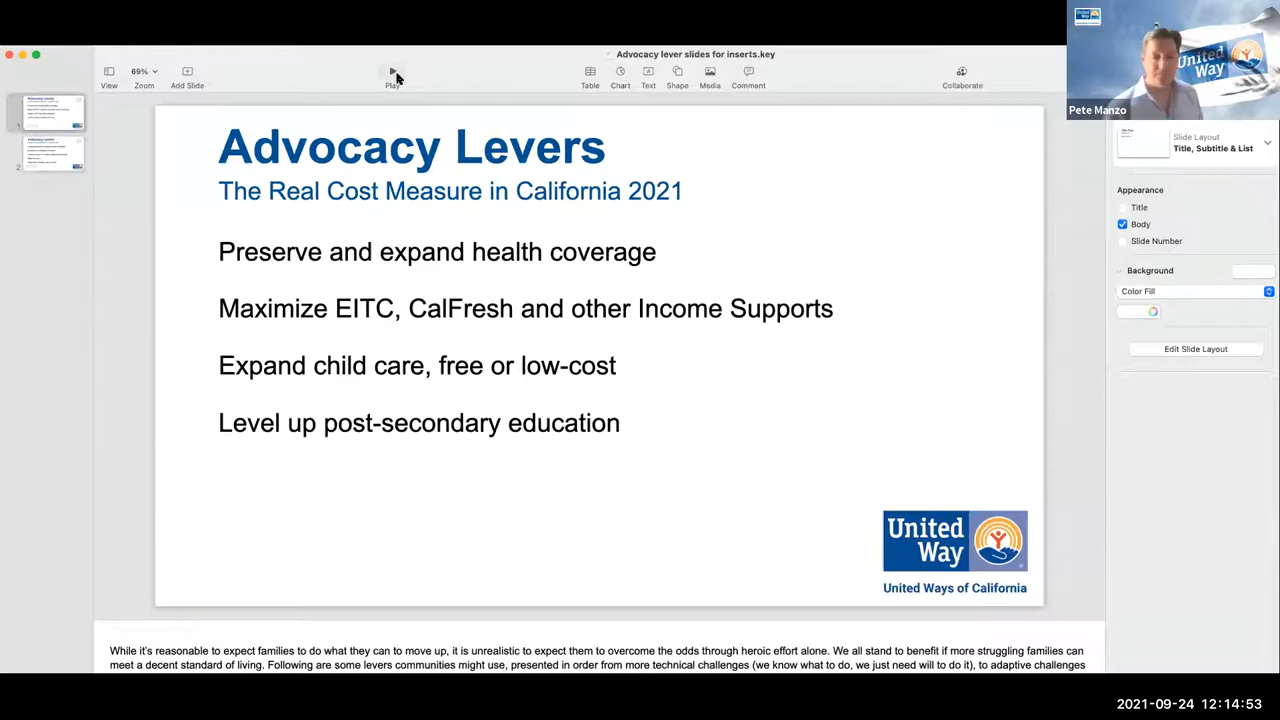 Advocacy lever slides for inserts.key
69%
View
Zoom
Add Slide
Play
Table
Chart
Text
Shape
Media
Comment
Collaborate
United
Way
Pete Manzo
1
2
Advocacy Levers
The Real Cost Measure in California 2021
Preserve and expand health coverage
Maximize EITC, CalFresh and other Income Supports
Expand child care, free or low-cost
Level up post-secondary education
United
Way
United Ways of California
Slide Layout
Title, Subtitle & List
Appearance
Title
Body
Slide Number
Background
Color Fill
Edit Slide Layout
While it's reasonable to expect families to do what they can to move up, it is unrealistic to expect them to overcome the odds through heroic effort alone. We all stand to benefit if more struggling families can
meet a decent standard of living. Following are some levers communities might use, presented in order from more technical challenges (we know what to do, we just need will to do it), to adaptive challenges
2021-09-24 12:14:53